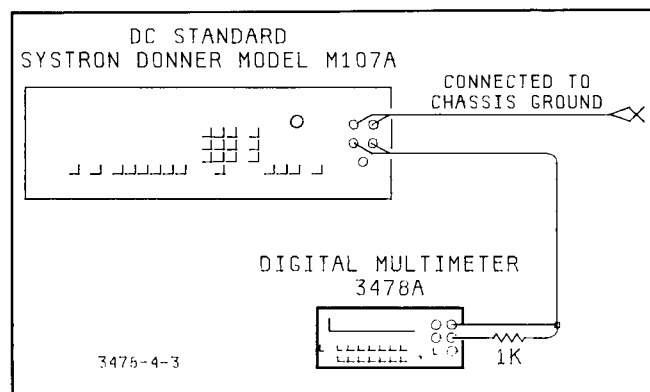 DC STANDARD
SYSTRON DONNER MODEL M107A
CONNECTED TO
CHASSIS GROUND
DIGITAL MULTIMETER
3478A
1K
3478-4-3